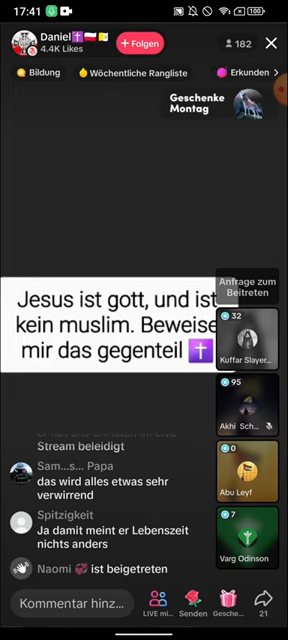 17:41
100
Daniel✝️🇵🇱🇻🇦
4.4K Likes
+ Folgen
182
Bildung
Wöchentliche Rangliste
Erkunden >
Geschenke
Montag
Anfrage zum
Beitreten
Jesus ist gott, und ist
kein muslim. Beweise
mir das gegenteil ✝️
32
Kuffar Slayer...
95
Akhi Sch...
0
Abu Leyf
7
Varg Odinson
Stream beleidigt
Sam...s... Papa
das wird alles etwas sehr
verwirrend
Spitzigkeit
Ja damit meint er Lebenszeit
nichts anders
Naomi 💞 ist beigetreten
Kommentar hinz...
LIVE mi...
Senden
Gesche...
21